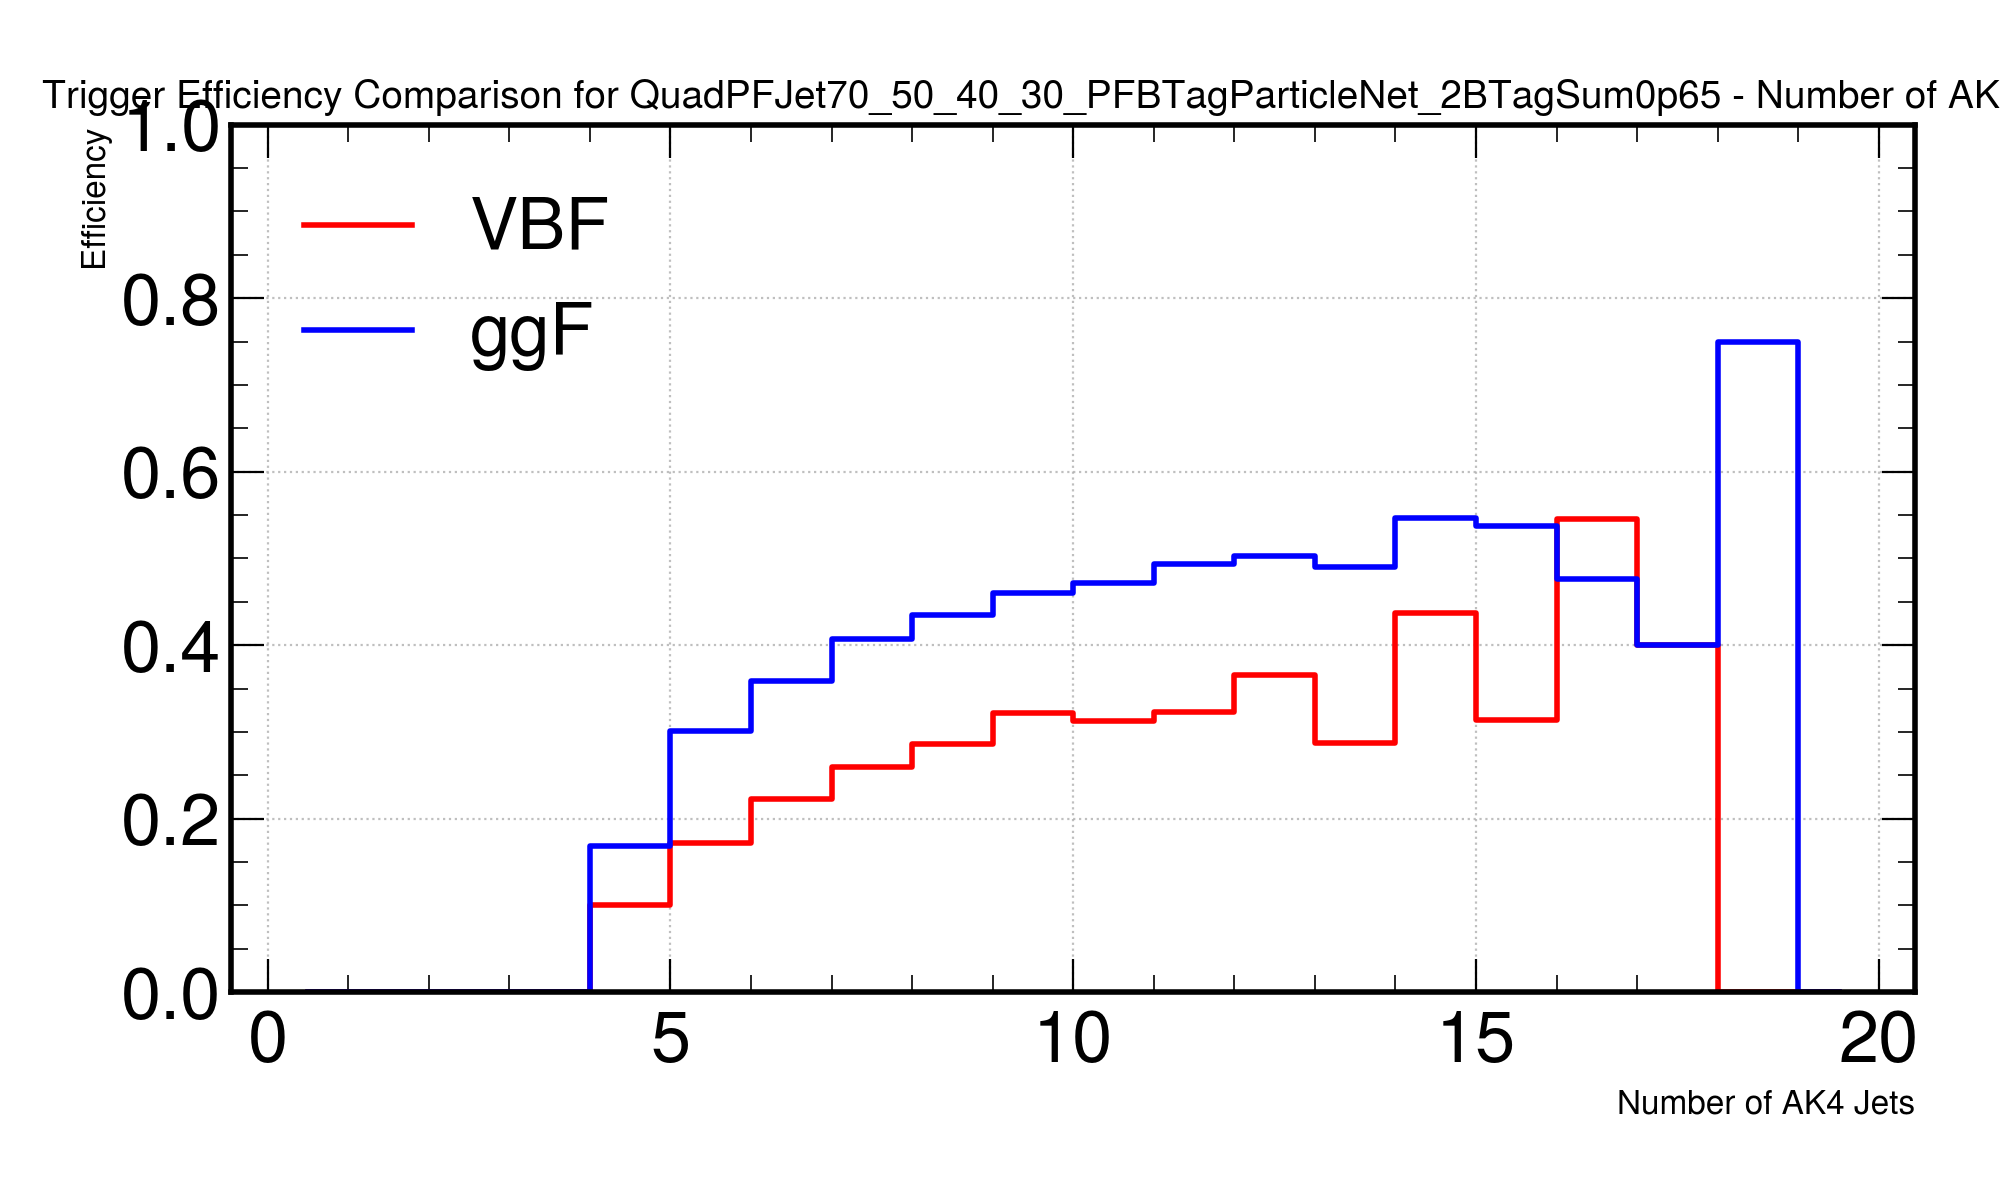 Trigger Efficiency Comparison for QuadPFJet70_50_40_30_PFBTagParticleNet_2BTagSum0p65 - Number of AK
Efficiency
1.0
0.8
0.6
0.4
0.2
0.0
VBF
ggF
0 5 10 15 20
Number of AK4 Jets